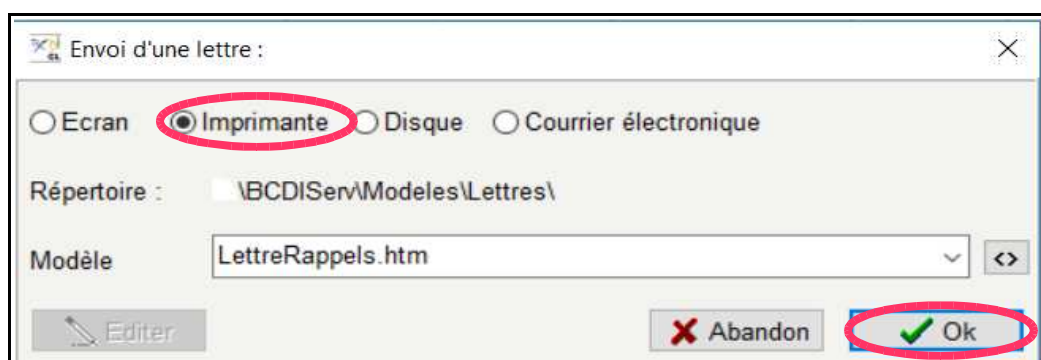 Envoi d'une lettre :
Ecran Imprimante Disque Courrier électronique
Répertoire : \BCDIServ\Modeles\Lettres\
Modèle LettreRappels.htm <>
Editer Abandon Ok